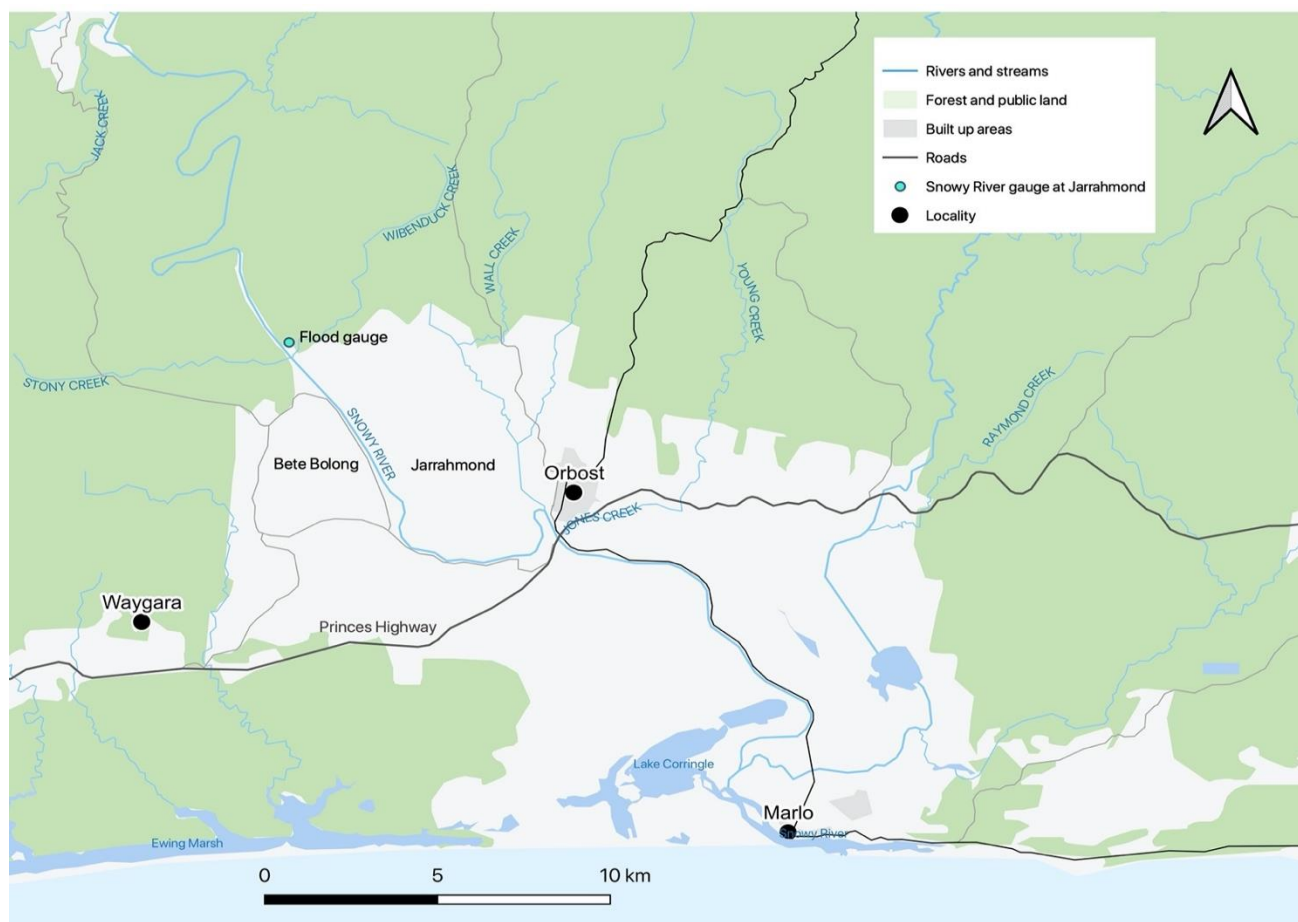 Rivers and streams
Forest and public land
Built up areas
Roads
Snowy River gauge at Jarrahmond
Locality
JACK CREEK
WIBENDUCK CREEK
WALL CREEK
YOUNG CREEK
Flood gauge
STONY CREEK
RAYMOND CREEK
SNOWY RIVER
Bete Bolong
Jarrahmond
Orbost
JONES CREEK
Waygara
Princes Highway
Lake Corringle
Marlo
Snowy River
Ewing Marsh
0 5 10 km